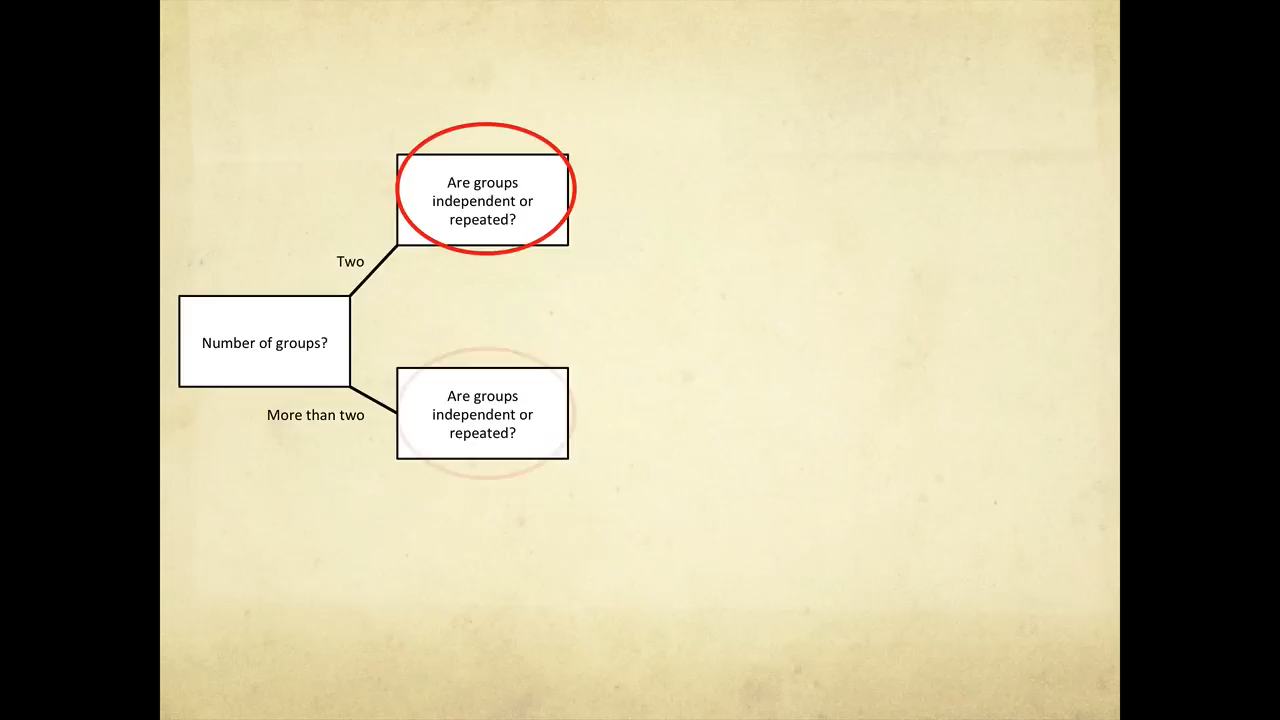 Are groups
independent or
repeated?
Two
Number of groups?
More than two
Are groups
independent or
repeated?